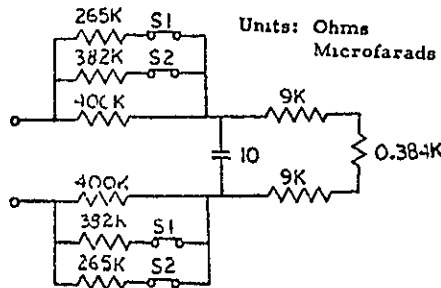 265K S1
Units: Ohms
Microfarads
382K S2
400K
9K
10
0.384K
400K
9K
382K S1
265K S2